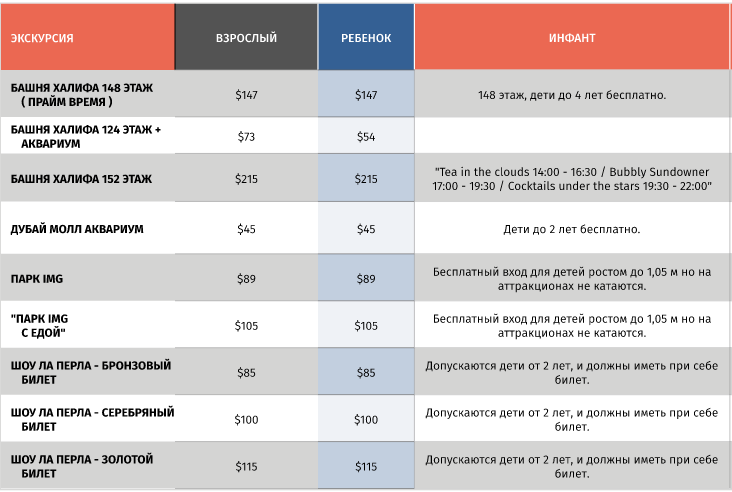 ЭКСКУРСИЯ ВЗРОСЛЫЙ РЕБЕНОК ИНФАНТ
БАШНЯ ХАЛИФА 148 ЭТАЖ
( ПРАЙМ ВРЕМЯ )
$147 $147 148 этаж, дети до 4 лет бесплатно.
БАШНЯ ХАЛИФА 124 ЭТАЖ +
АКВАРИУМ
$73 $54
БАШНЯ ХАЛИФА 152 ЭТАЖ $215 $215
"Tea in the clouds 14:00 - 16:30 / Bubbly Sundowner
17:00 - 19:30 / Cocktails under the stars 19:30 - 22:00"
ДУБАЙ МОЛЛ АКВАРИУМ $45 $45 Дети до 2 лет бесплатно.
ПАРК IMG $89 $89
Бесплатный вход для детей ростом до 1,05 м но на
аттракционах не катаются.
"ПАРК IMG
С ЕДОЙ"
$105 $105
Бесплатный вход для детей ростом до 1,05 м но на
аттракционах не катаются.
ШОУ ЛА ПЕРЛА - БРОНЗОВЫЙ
БИЛЕТ
$85 $85
Допускаются дети от 2 лет, и должны иметь при себе
билет.
ШОУ ЛА ПЕРЛА - СЕРЕБРЯНЫЙ
БИЛЕТ
$100 $100
Допускаются дети от 2 лет, и должны иметь при себе
билет.
ШОУ ЛА ПЕРЛА - ЗОЛОТОЙ
БИЛЕТ
$115 $115
Допускаются дети от 2 лет, и должны иметь при себе
билет.